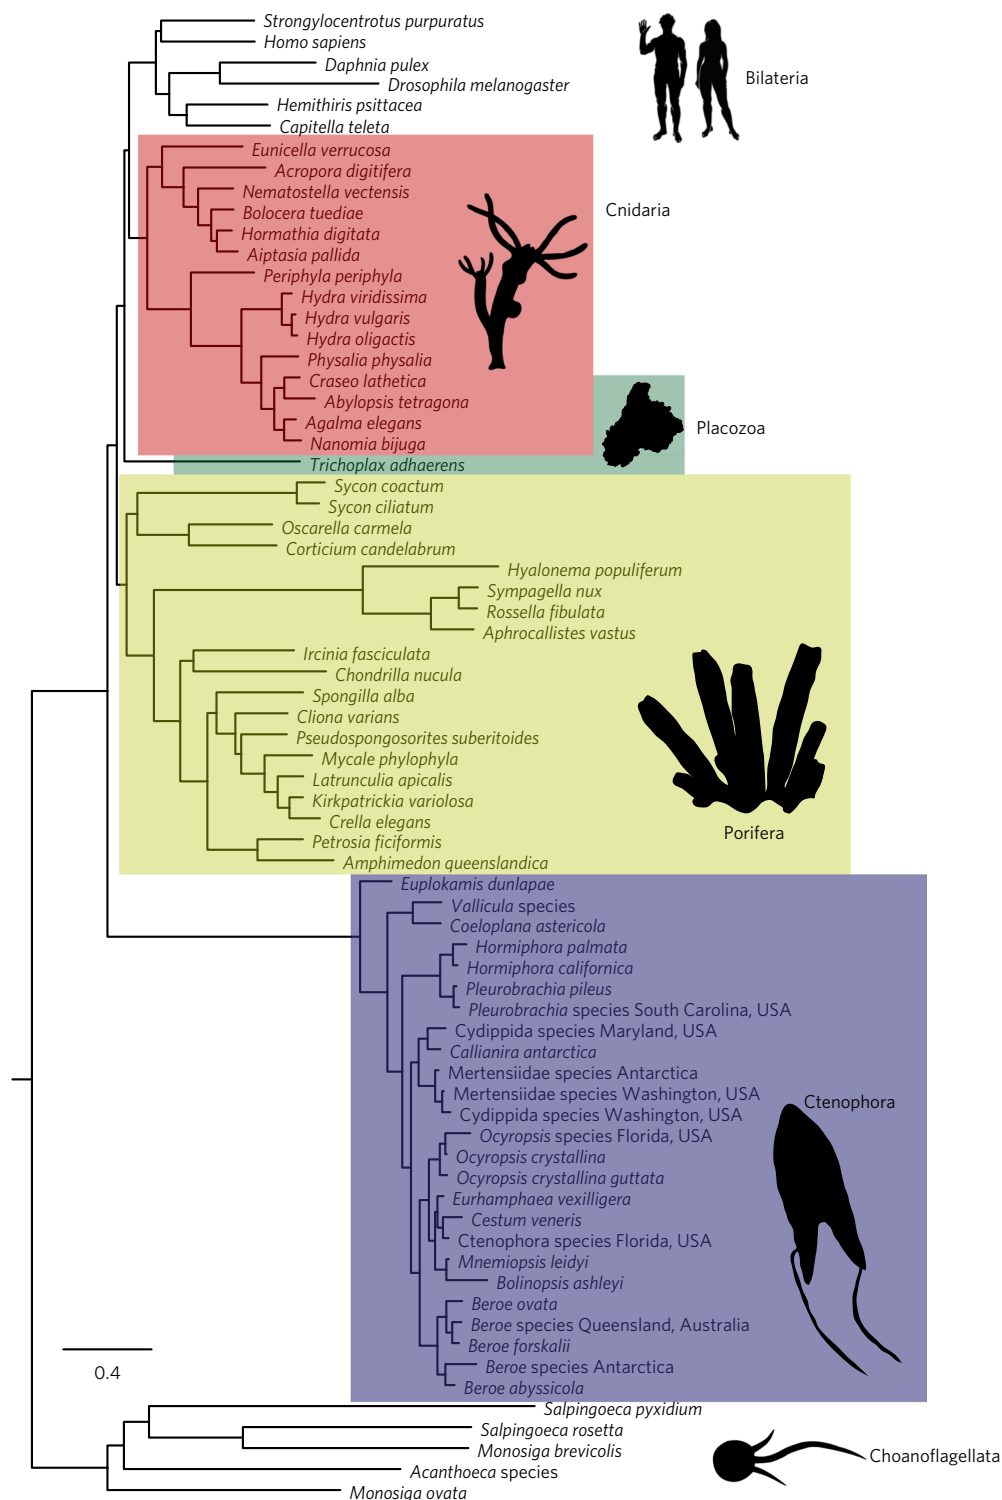 Strongylocentrotus purpuratus
Homo sapiens
Daphnia pulex
Drosophila melanogaster
Bilateria
Hemithiris psittacea
Capitella teleta
Eunicella verrucosa
Acropora digitifera
Nematostella vectensis
Cnidaria
Bolocera tuediae
Hormathia digitata
Aiptasia pallida
Periphyla periphyla
Hydra viridissima
Hydra vulgaris
Hydra oligactis
Physalia physalia
Craseo lathetica
Abylopsis tetragona
Agalma elegans
Placozoa
Nanomia bijuga
Trichoplax adhaerens
Sycon coactum
Sycon ciliatum
Oscarella carmela
Corticium candelabrum
Hyalonema populiferum
Sympagella nux
Rossella fibulata
Aphrocallistes vastus
Ircinia fasciculata
Chondrilla nucula
Spongilla alba
Cliona varians
Pseudospongosorites suberitoides
Mycale phylophyla
Latrunculia apicalis
Kirkpatrickia variolosa
Crella elegans
Porifera
Petrosia ficiformis
Amphimedon queenslandica
Euplokamis dunlapae
Vallicula species
Coeloplana astericola
Hormiphora palmata
Hormiphora californica
Pleurobrachia pileus
Pleurobrachia species South Carolina, USA
Cydippida species Maryland, USA
Callianira antarctica
Mertensiidae species Antarctica
Mertensiidae species Washington, USA
Ctenophora
Cydippida species Washington, USA
Ocyropsis species Florida, USA
Ocyropsis crystallina
Ocyropsis crystallina guttata
Eurhamphaea vexilligera
Cestum veneris
Ctenophora species Florida, USA
Mnemiopsis leidyi
Bolinopsis ashleyi
Beroe ovata
Beroe species Queensland, Australia
Beroe forskalii
Beroe species Antarctica
0.4
Beroe abyssicola
Salpingoeca pyxidium
Salpingoeca rosetta
Monosiga brevicolis
Choanoflagellata
Acanthoeca species
Monosiga ovata